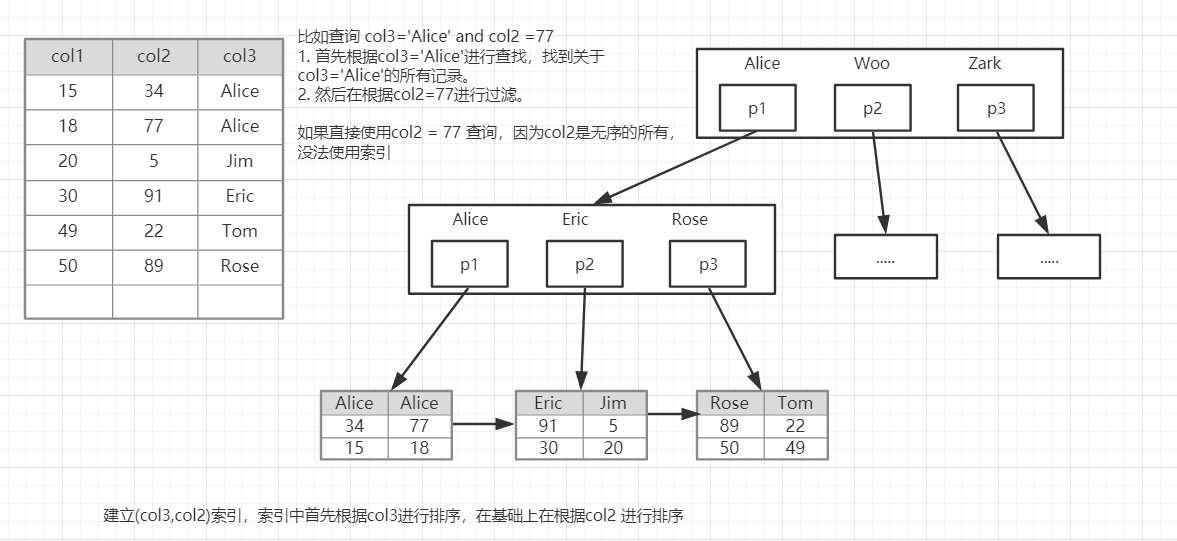 col1 col2 col3
15 34 Alice
18 77 Alice
20 5 Jim
30 91 Eric
49 22 Tom
50 89 Rose
比如查询 col3='Alice' and col2 =77
1. 首先根据col3='Alice'进行查找，找到关于
col3='Alice'的所有记录。
2. 然后在根据col2=77进行过滤。
如果直接使用col2 = 77 查询，因为col2是无序的所有，
没法使用索引
Alice Woo Zark
p1 p2 p3
Alice Eric Rose
p1 p2 p3
..... .....
Alice Alice
34 77
15 18
Eric Jim
91 5
30 20
Rose Tom
89 22
50 49
建立(col3,col2)索引，索引中首先根据col3进行排序，在基础上在根据col2 进行排序